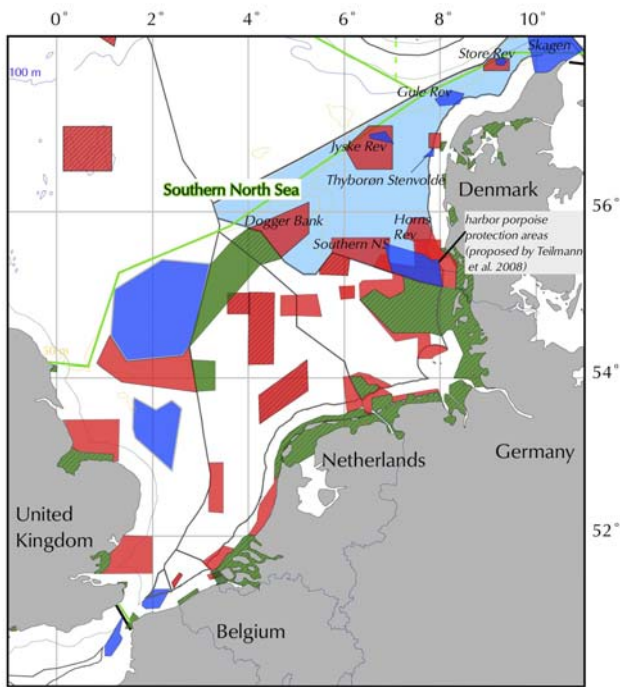 0° 2° 4° 6° 8° 10°
Skagen
Store Rev
100 m
Gule Rev
Jyske Rev
Thyborøn Stenvolde
Southern North Sea
Denmark
Dogger Bank
Horns
Rev
56°
Southern NS
harbor porpoise
protection areas
(proposed by Teilmann
et al. 2008)
54°
Netherlands
Germany
United
Kingdom
52°
Belgium